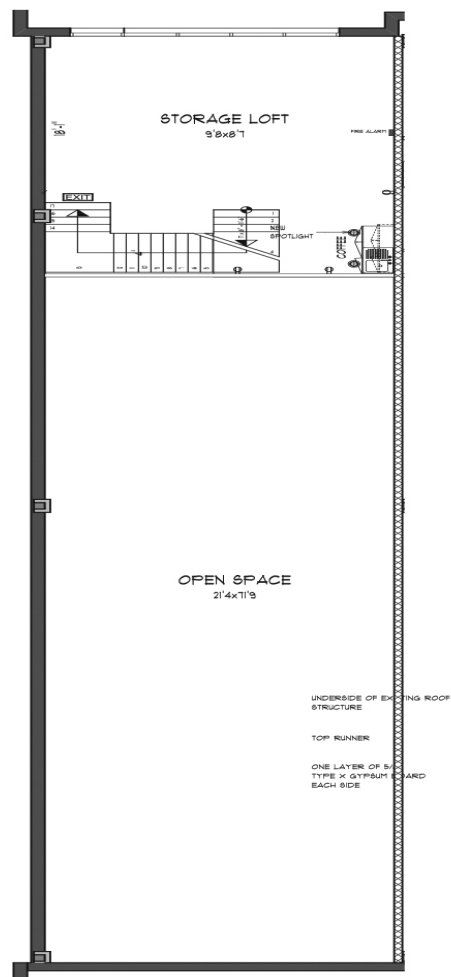 STORAGE LOFT
9'8x8'7
FIRE ALARM
EXIT
NEW
SPOTLIGHT
COFFEE
OPEN SPACE
21'4x71'9
UNDERSIDE OF EXISTING ROOF
STRUCTURE
TOP RUNNER
ONE LAYER OF 5/
TYPE X GYPSUM BOARD
EACH SIDE